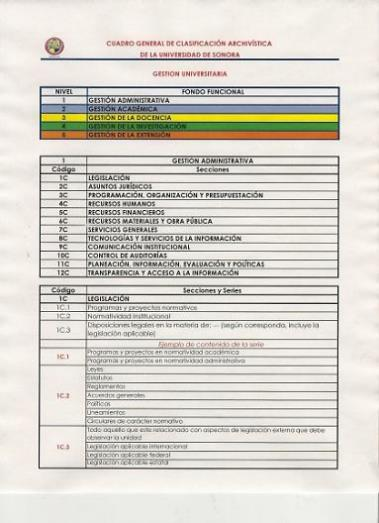 CUADRO GENERAL DE CLASIFICACIÓN ARCHIVÍSTICA
DE LA UNIVERSIDAD DE SONORA
GESTION UNIVERSITARIA
NIVEL FONDO FUNCIONAL
1 GESTIÓN ADMINISTRATIVA
2 GESTIÓN ACADÉMICA
3 GESTIÓN DE LA DOCENCIA
4 GESTIÓN DE LA INVESTIGACIÓN
5 GESTIÓN DE LA EXTENSIÓN
1 GESTION ADMINISTRATIVA
Código Secciones
1C LEGISLACIÓN
2C ASUNTOS JURÍDICOS
3C PROGRAMACIÓN, ORGANIZACIÓN Y PRESUPUESTACIÓN
4C RECURSOS HUMANOS
5C RECURSOS FINANCIEROS
6C RECURSOS MATERIALES Y OBRA PÚBLICA
7C SERVICIOS GENERALES
8C TECNOLOGÍAS Y SERVICIOS DE LA INFORMACIÓN
9C COMUNICACIÓN INSTITUCIONAL
10C CONTROL DE AUDITORÍAS
11C PLANEACIÓN, INFORMACIÓN, EVALUACIÓN Y POLÍTICAS
12C TRANSPARENCIA Y ACCESO A LA INFORMACIÓN
Código Secciones y Series
1C LEGISLACIÓN
1C.1 Programas y proyectos normativos
1C.2 Normatividad institucional
1C.3 Disposiciones legales en la materia de: --- (según corresponda, incluye la
legislación aplicable)
Ejemplo de contenido de la serie
1C.1 Programas y proyectos en normatividad académica
Programas y proyectos en normatividad administrativa
1C.2 Leyes
Estatutos
Reglamentos
Acuerdos generales
Políticas
Lineamientos
Circulares de carácter normativo
1C.3 Todo aquello que este relacionado con aspectos de legislación externa que debe
observar la unidad
Legislación aplicable internacional
Legislación aplicable federal
Legislación aplicable estatal